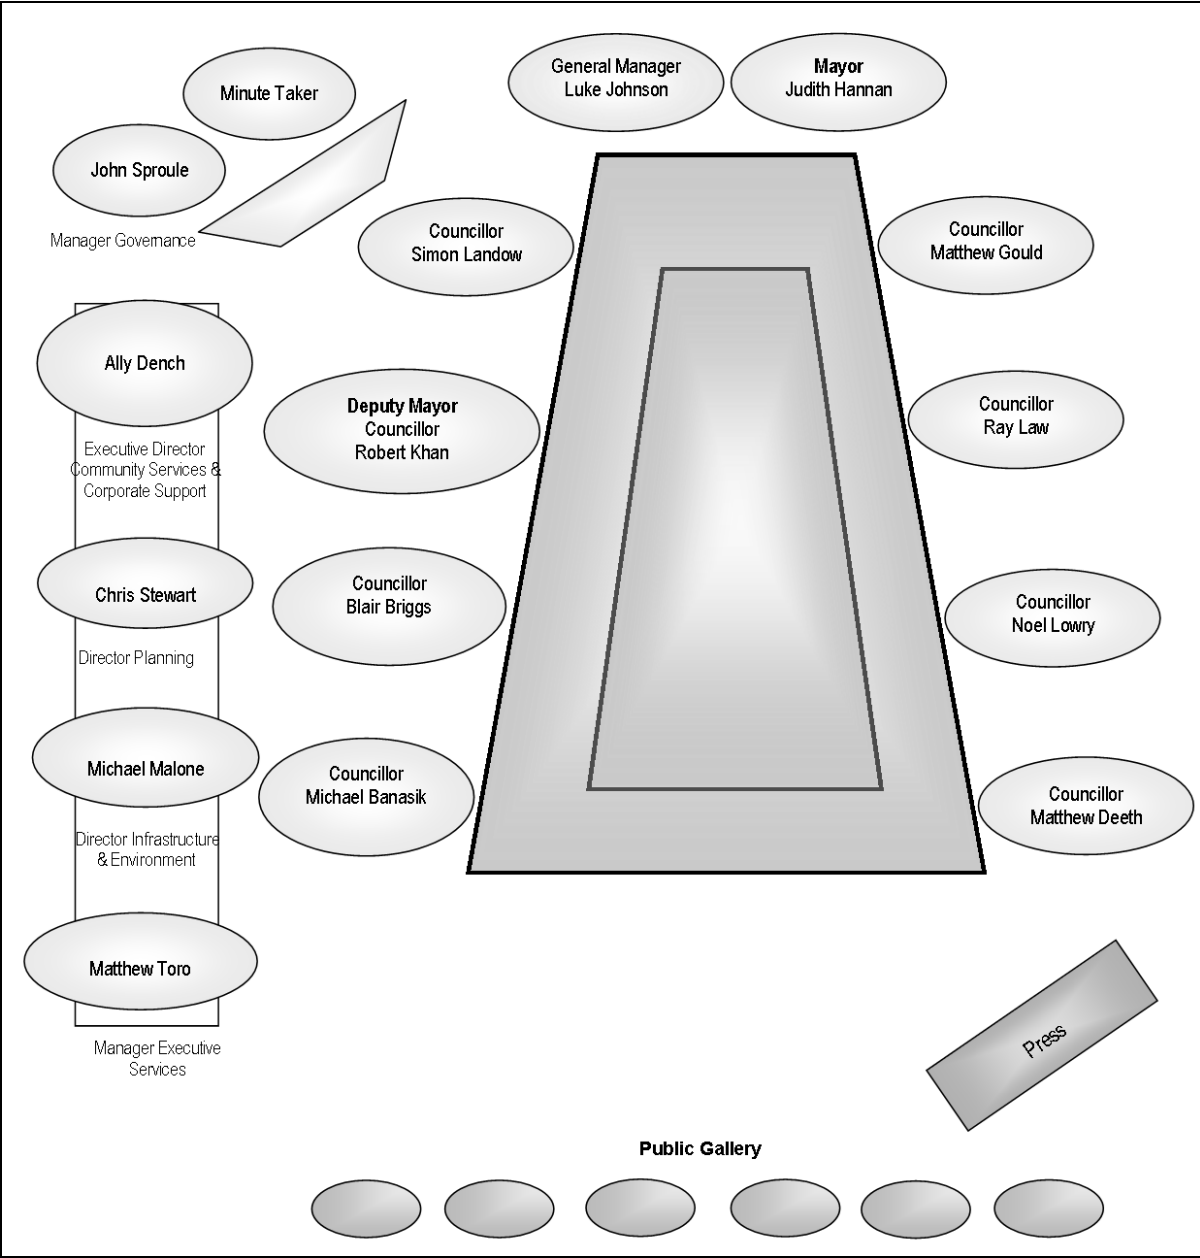 Minute Taker
General Manager
Luke Johnson
Mayor
Judith Hannan
John Sproule
Manager Governance
Councillor
Simon Landow
Councillor
Matthew Gould
Ally Dench
Executive Director
Community Services &
Corporate Support
Deputy Mayor
Councillor
Robert Khan
Councillor
Ray Law
Chris Stewart
Director Planning
Councillor
Blair Briggs
Councillor
Noel Lowry
Michael Malone
Director Infrastructure
& Environment
Councillor
Michael Banasik
Councillor
Matthew Deeth
Matthew Toro
Manager Executive
Services
Press
Public Gallery